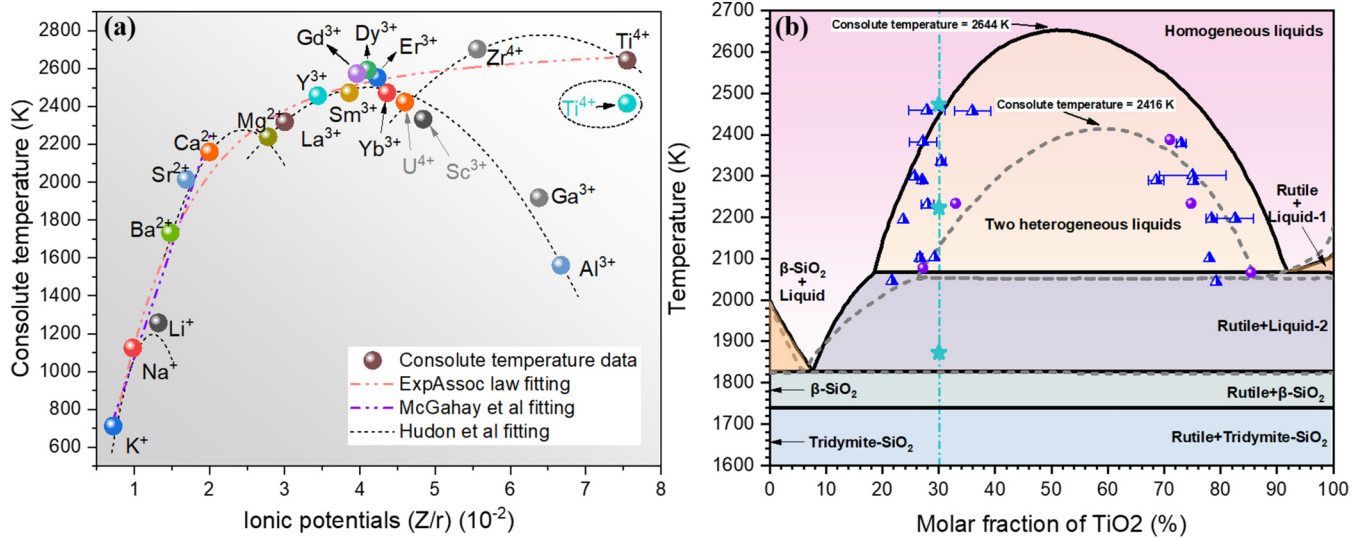 (a)
Consolute temperature (K)
2900
2800
2600
2400
2200
2000
1800
1600
1400
1200
1000
800
600
1
2
3
4
5
6
7
8
Ionic potentials (Z/r) (10⁻²)
K⁺
Na⁺
Li⁺
Ba²⁺
Sr²⁺
Ca²⁺
Mg²⁺
La³⁺
Y³⁺
Sm³⁺
Gd³⁺
Dy³⁺
Er³⁺
Yb³⁺
U⁴⁺
Sc³⁺
Zr⁴⁺
Ti⁴⁺
Ti⁴⁺
Ga³⁺
Al³⁺
Consolute temperature data
ExpAssoc law fitting
McGahay et al fitting
Hudon et al fitting
(b)
Temperature (K)
2700
2600
2500
2400
2300
2200
2100
2000
1900
1800
1700
1600
0
10
20
30
40
50
60
70
80
90
100
Molar fraction of TiO2 (%)
Consolute temperature = 2644 K
Homogeneous liquids
Consolute temperature = 2416 K
Two heterogeneous liquids
Rutile
+
Liquid-1
β-SiO₂
+
Liquid
Rutile+Liquid-2
β-SiO₂
Rutile+β-SiO₂
Tridymite-SiO₂
Rutile+Tridymite-SiO₂